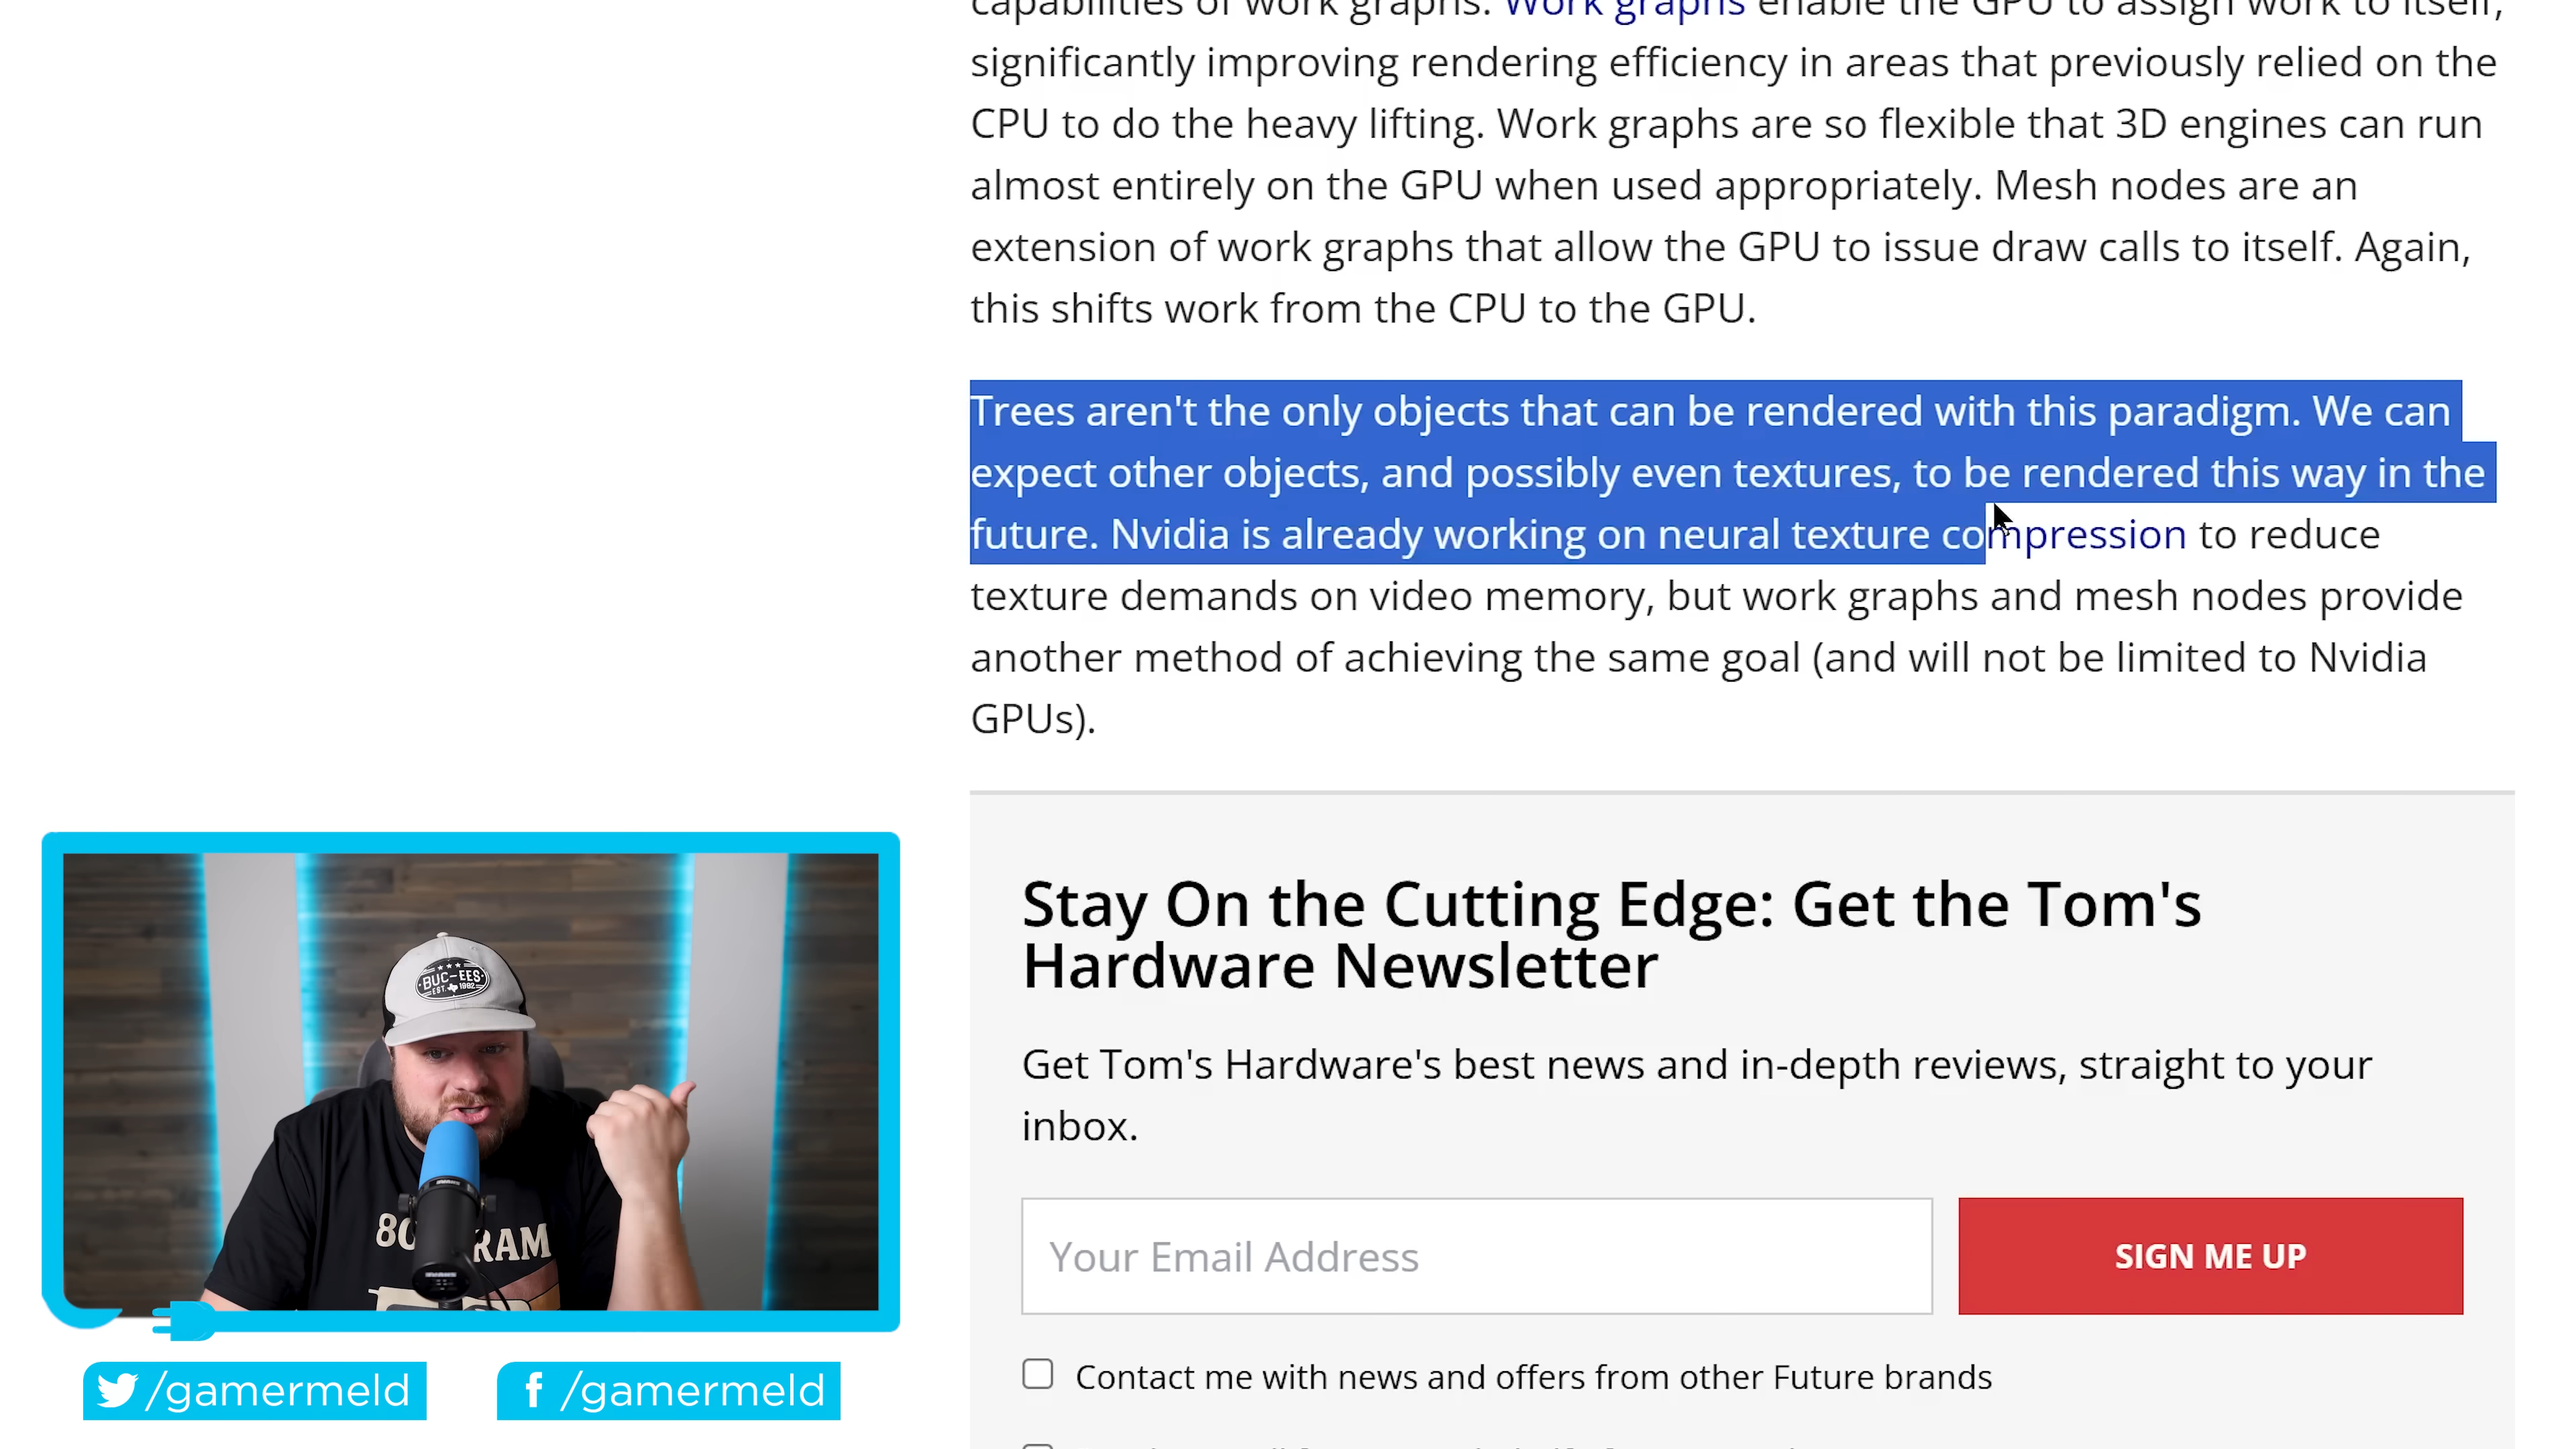 capabilities of work graphs. Work graphs enable the GPU to assign work to itself,
significantly improving rendering efficiency in areas that previously relied on the
CPU to do the heavy lifting. Work graphs are so flexible that 3D engines can run
almost entirely on the GPU when used appropriately. Mesh nodes are an
extension of work graphs that allow the GPU to issue draw calls to itself. Again,
this shifts work from the CPU to the GPU.
Trees aren't the only objects that can be rendered with this paradigm. We can
expect other objects, and possibly even textures, to be rendered this way in the
future. Nvidia is already working on neural texture compression to reduce
texture demands on video memory, but work graphs and mesh nodes provide
another method of achieving the same goal (and will not be limited to Nvidia
GPUs).
Stay On the Cutting Edge: Get the Tom's
Hardware Newsletter
Get Tom's Hardware's best news and in-depth reviews, straight to your
inbox.
Your Email Address
SIGN ME UP
Contact me with news and offers from other Future brands
BUC-EES
EST. 1982
RAM
/gamermeld
/gamermeld